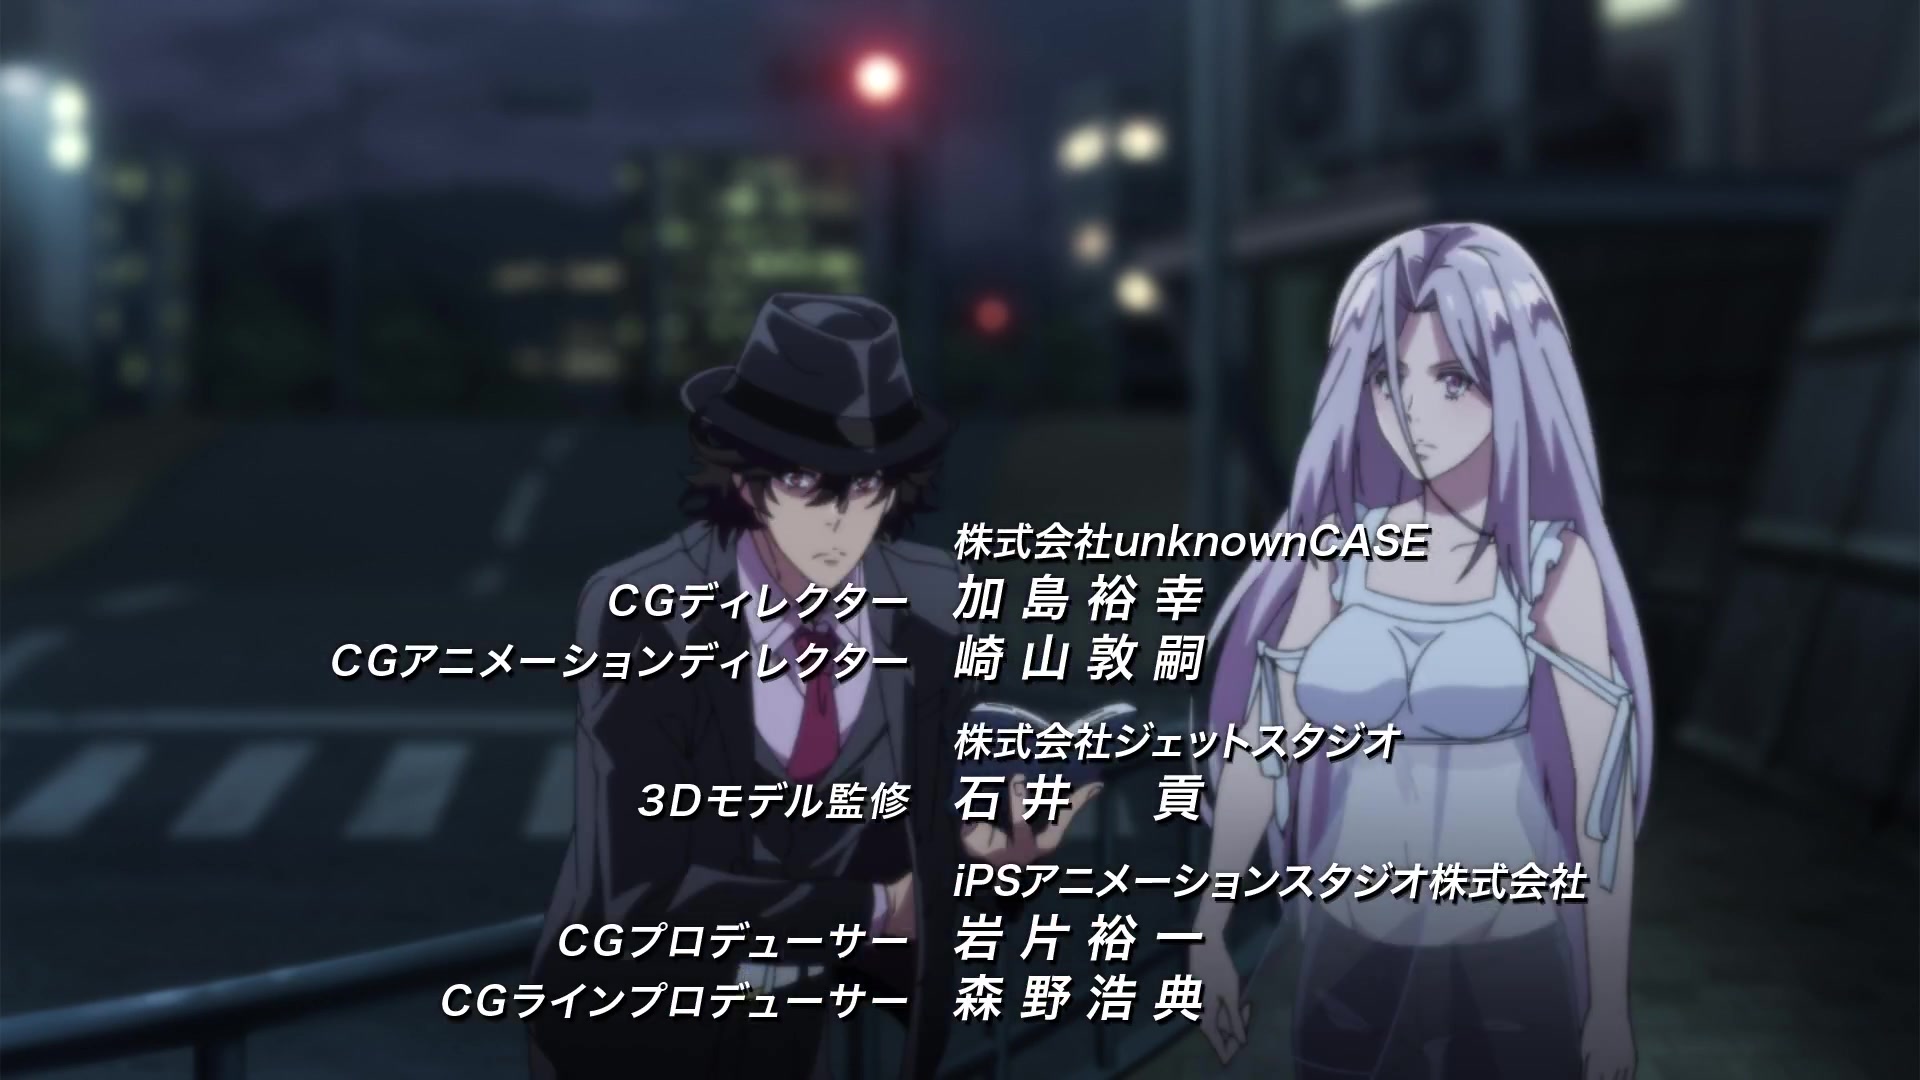 株式会社unknownCASE
CGディレクター 加島裕幸
CGアニメーションディレクター 崎山敦嗣
株式会社ジェットスタジオ
3Dモデル監修 石井 貢
iPSアニメーションスタジオ株式会社
CGプロデューサー 岩片裕一
CGラインプロデューサー 森野浩典